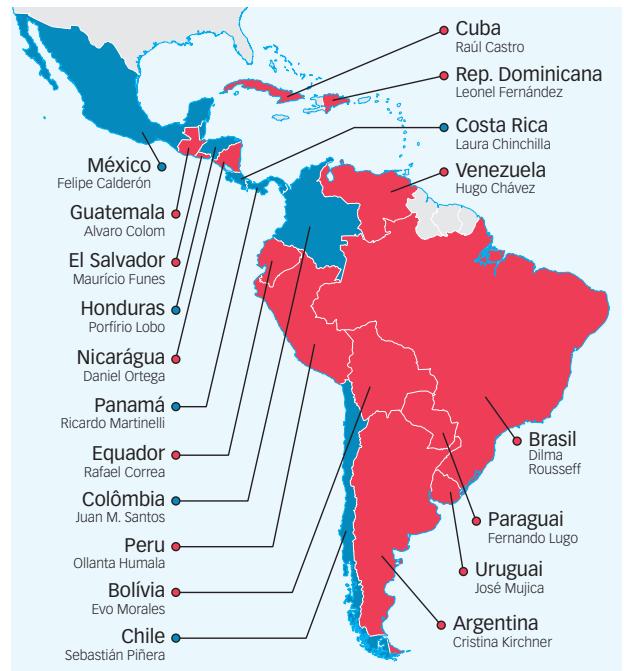 Cuba
Raúl Castro
Rep. Dominicana
Leonel Fernández
Costa Rica
Laura Chinchilla
Venezuela
Hugo Chávez
México
Felipe Calderón
Guatemala
Alvaro Colom
El Salvador
Maurício Funes
Honduras
Porfírio Lobo
Nicarágua
Daniel Ortega
Panamá
Ricardo Martinelli
Equador
Rafael Correa
Colômbia
Juan M. Santos
Peru
Ollanta Humala
Bolívia
Evo Morales
Chile
Sebastián Piñera
Brasil
Dilma
Rousseff
Paraguai
Fernando Lugo
Uruguai
José Mujica
Argentina
Cristina Kirchner